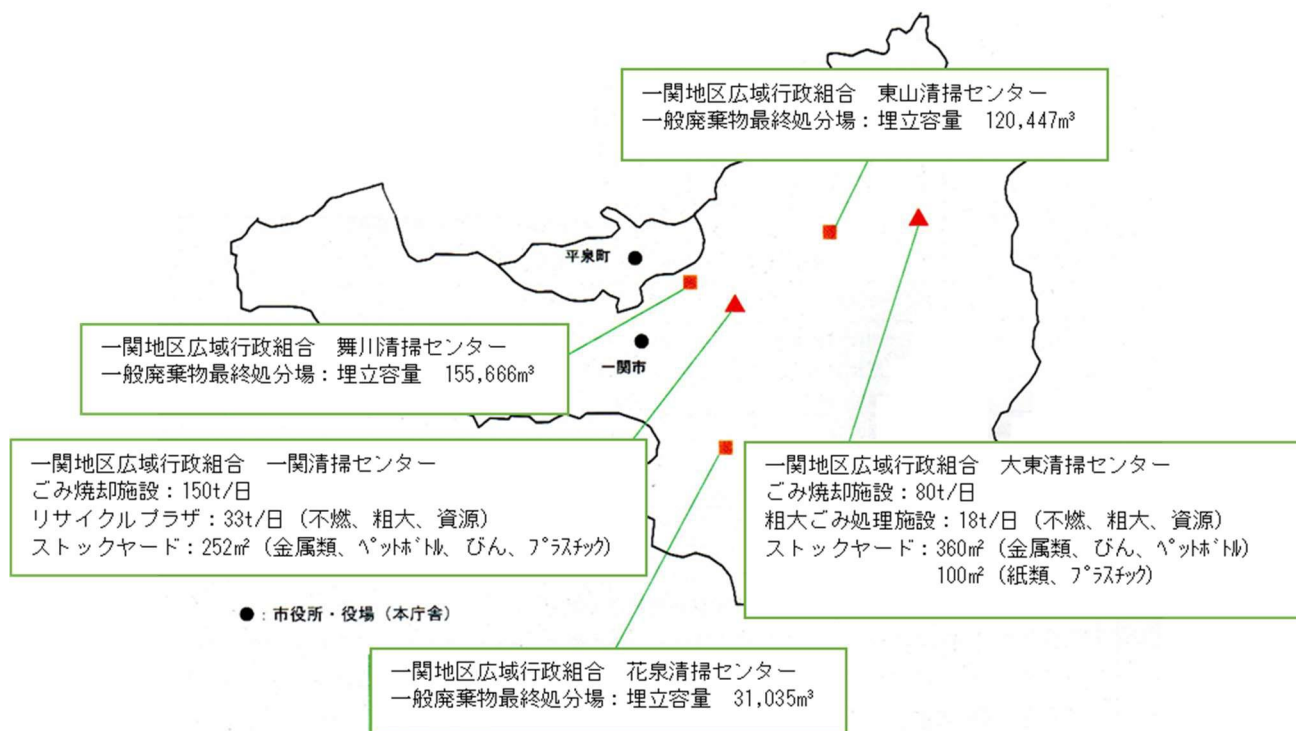 一関地区広域行政組合　東山清掃センター
一般廃棄物最終処分場：埋立容量　120,447m³
平泉町
一関地区広域行政組合　舞川清掃センター
一般廃棄物最終処分場：埋立容量　155,666m³
一関市
一関地区広域行政組合　一関清掃センター
ごみ焼却施設：150t/日
リサイクルプラザ：33t/日（不燃、粗大、資源）
ストックヤード：252㎡（金属類、ﾍﾟｯﾄﾎﾞﾄﾙ、びん、ﾌﾟﾗｽﾁｯｸ）
一関地区広域行政組合　大東清掃センター
ごみ焼却施設：80t/日
粗大ごみ処理施設：18t/日（不燃、粗大、資源）
ストックヤード：360㎡（金属類、びん、ﾍﾟｯﾄﾎﾞﾄﾙ）
100㎡（紙類、ﾌﾟﾗｽﾁｯｸ）
●：市役所・役場（本庁舎）
一関地区広域行政組合　花泉清掃センター
一般廃棄物最終処分場：埋立容量　31,035m³